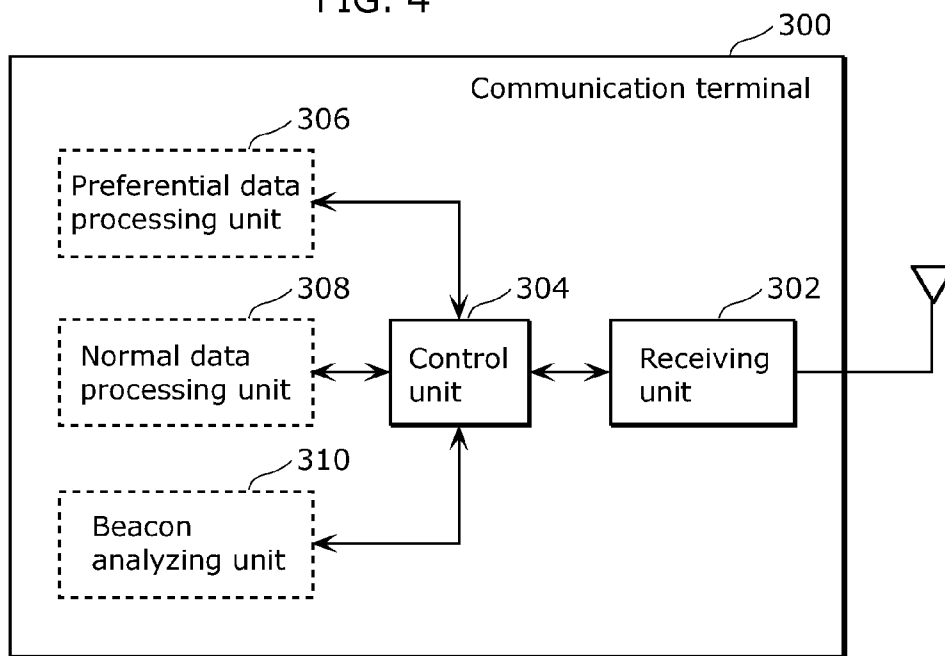 FIG. 4
300
Communication terminal
306
Preferential data
processing unit
308
Normal data
processing unit
304
Control
unit
302
Receiving
unit
310
Beacon
analyzing unit